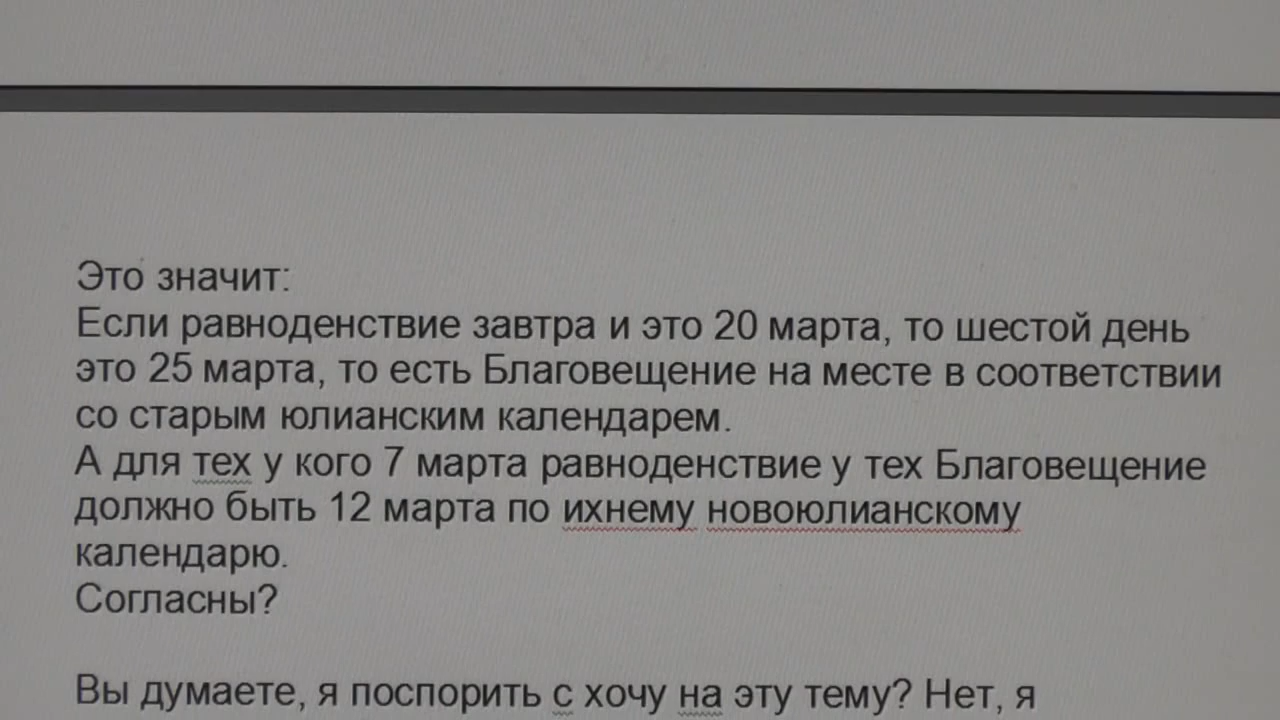 Это значит:
Если равноденствие завтра и это 20 марта, то шестой день
это 25 марта, то есть Благовещение на месте в соответствии
со старым юлианским календарем.
А для тех у кого 7 марта равноденствие у тех Благовещение
должно быть 12 марта по ихнему новоюлианскому
календарю.
Согласны?
Вы думаете, я поспорить с хочу на эту тему? Нет, я